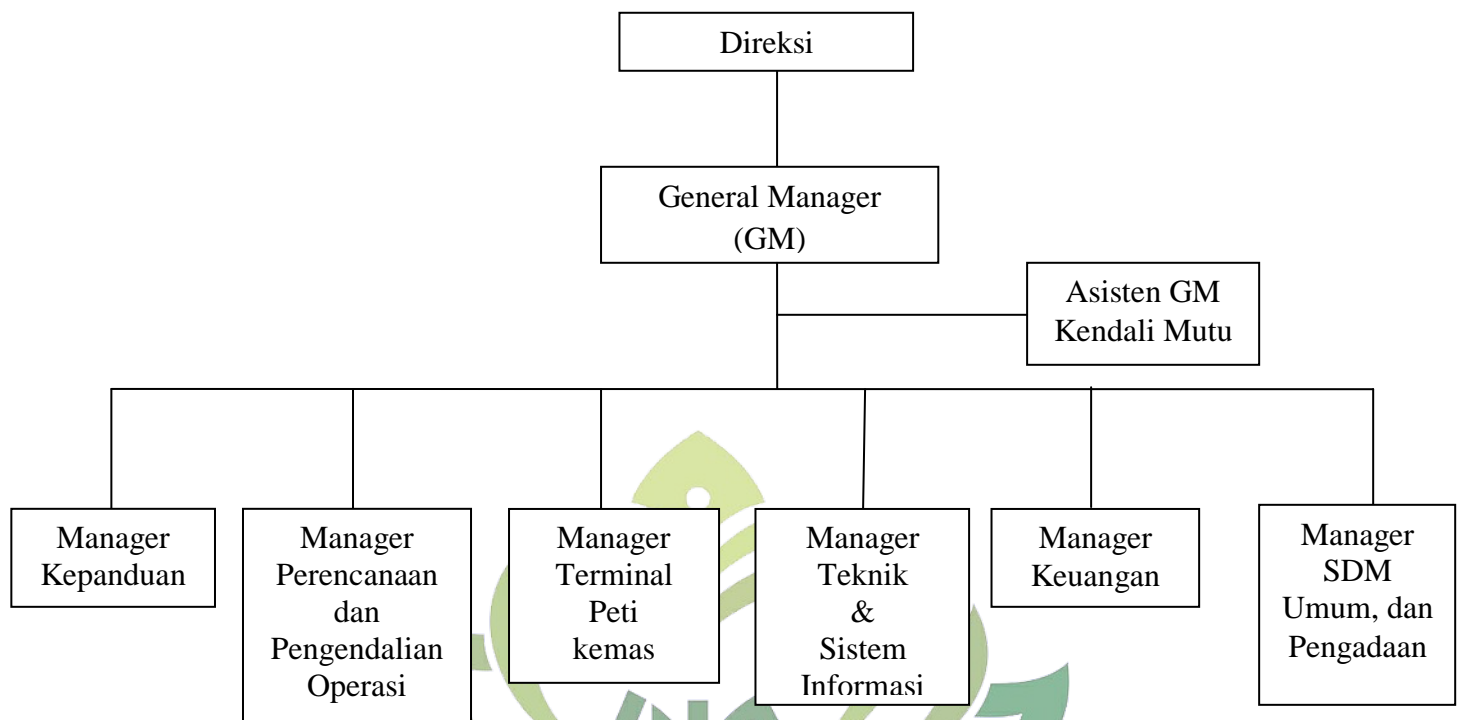 Direksi
General Manager
(GM)
Asisten GM
Kendali Mutu
Manager
Kepanduan
Manager
Perencanaan
dan
Pengendalian
Operasi
Manager
Terminal
Peti
kemas
Manager
Teknik
&
Sistem
Informasi
Manager
Keuangan
Manager
SDM
Umum, dan
Pengadaan